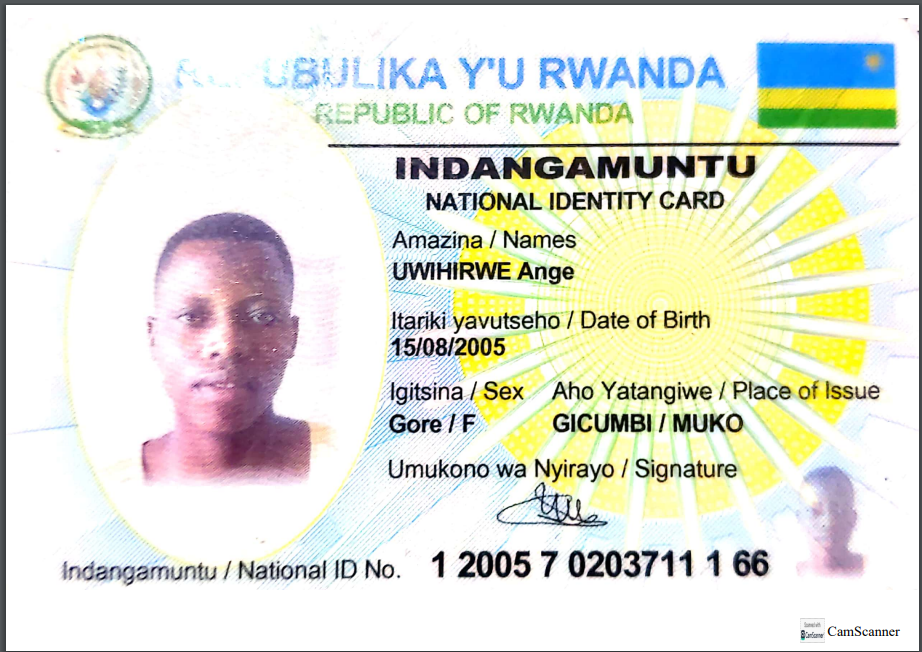 REPUBULIKA Y'U RWANDA
REPUBLIC OF RWANDA
INDANGAMUNTU
NATIONAL IDENTITY CARD
Amazina / Names
UWIHIRWE Ange
Itariki yavutseho / Date of Birth
15/08/2005
Igitsina / Sex Aho Yatangiwe / Place of Issue
Gore / F GICUMBI / MUKO
Umukono wa Nyirayo / Signature
Indangamuntu / National ID No. 1 2005 7 0203711 1 66
CamScanner